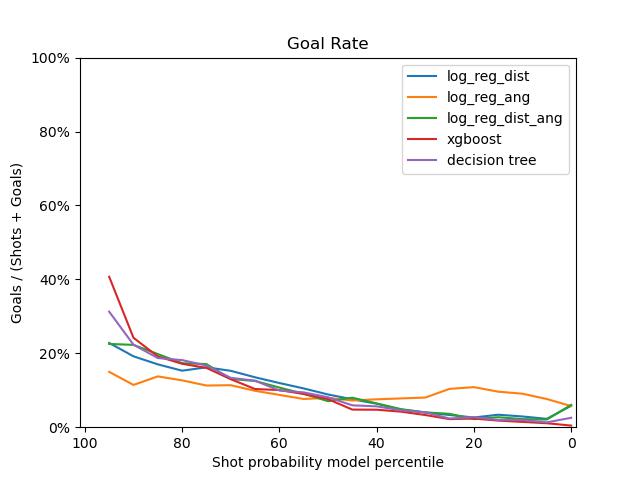 Goal Rate
100%
80%
60%
40%
20%
0%
Goals / (Shots + Goals)
log_reg_dist
log_reg_ang
log_reg_dist_ang
xgboost
decision tree
100 80 60 40 20 0
Shot probability model percentile